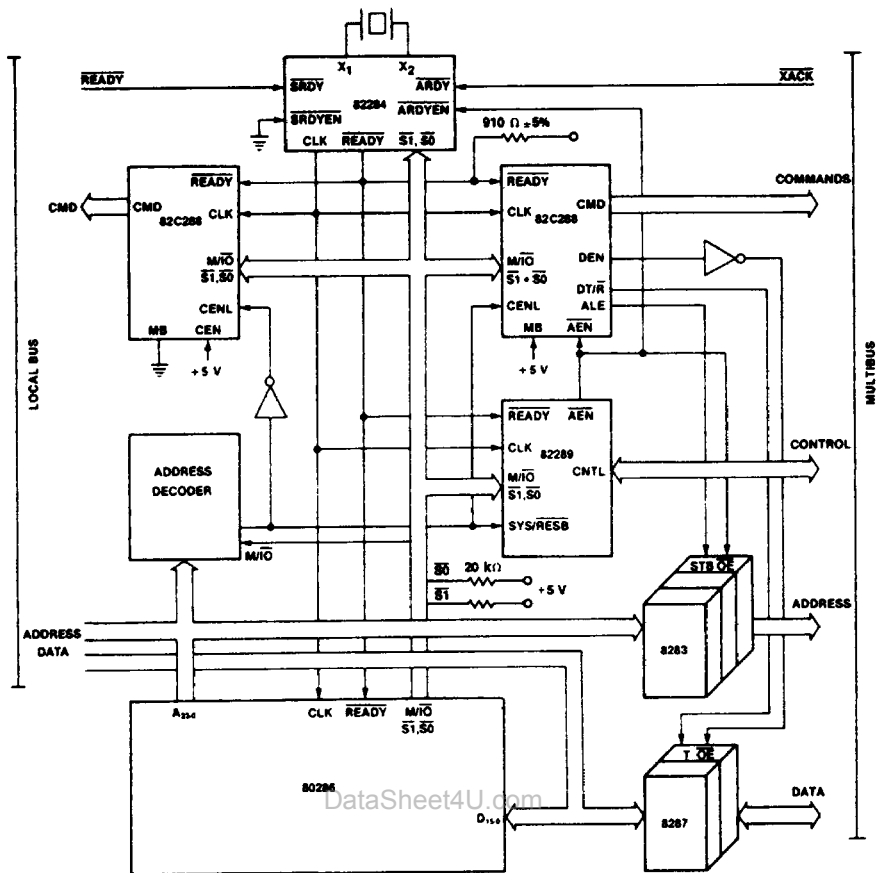 X1 X2
READY
SRDY
ARDY
XACK
82284
SRDYEN
ARDYEN
CLK READY S1, S0
910 Ω ±5%
READY
CMD
CMD
82C288
CLK
M/IO
S1,S0
CENL
MB CEN
+5 V
READY
CMD
82C288
CLK
DEN
M/IO
S1 • S0
DT/R
ALE
CENL
MB AEN
+5 V
COMMANDS
LOCAL BUS
MULTIBUS
ADDRESS
DECODER
M/IO
READY AEN
CLK
82289
CNTL
M/IO
S1,S0
SYS/RESB
CONTROL
S0 20 kΩ
S1 +5 V
STB OE
ADDRESS
8283
ADDRESS
DATA
A23-0
CLK READY M/IO
S1,S0
80286
DataSheet4U.com
D15-0
T OE
8287
DATA